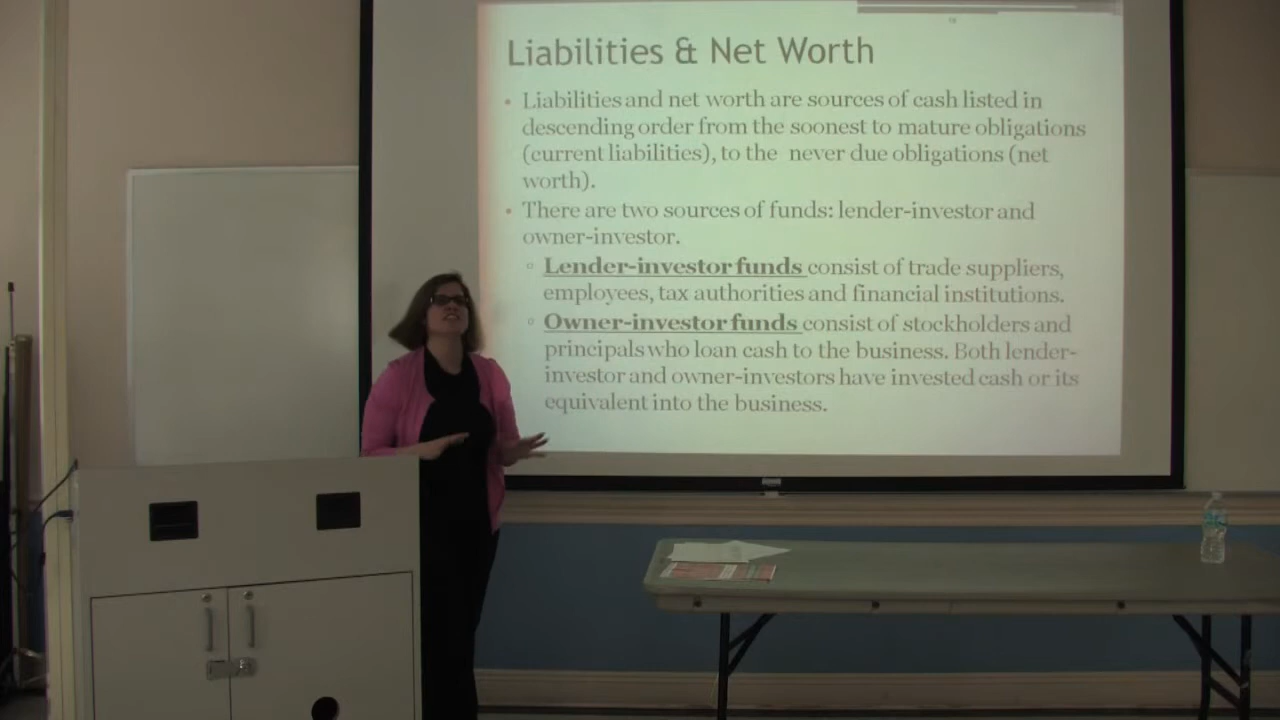 Liabilities & Net Worth
• Liabilities and net worth are sources of cash listed in
descending order from the soonest to mature obligations
(current liabilities), to the never due obligations (net
worth).
• There are two sources of funds: lender-investor and
owner-investor.
▫ Lender-investor funds consist of trade suppliers,
employees, tax authorities and financial institutions.
▫ Owner-investor funds consist of stockholders and
principals who loan cash to the business. Both lender-
investor and owner-investors have invested cash or its
equivalent into the business.